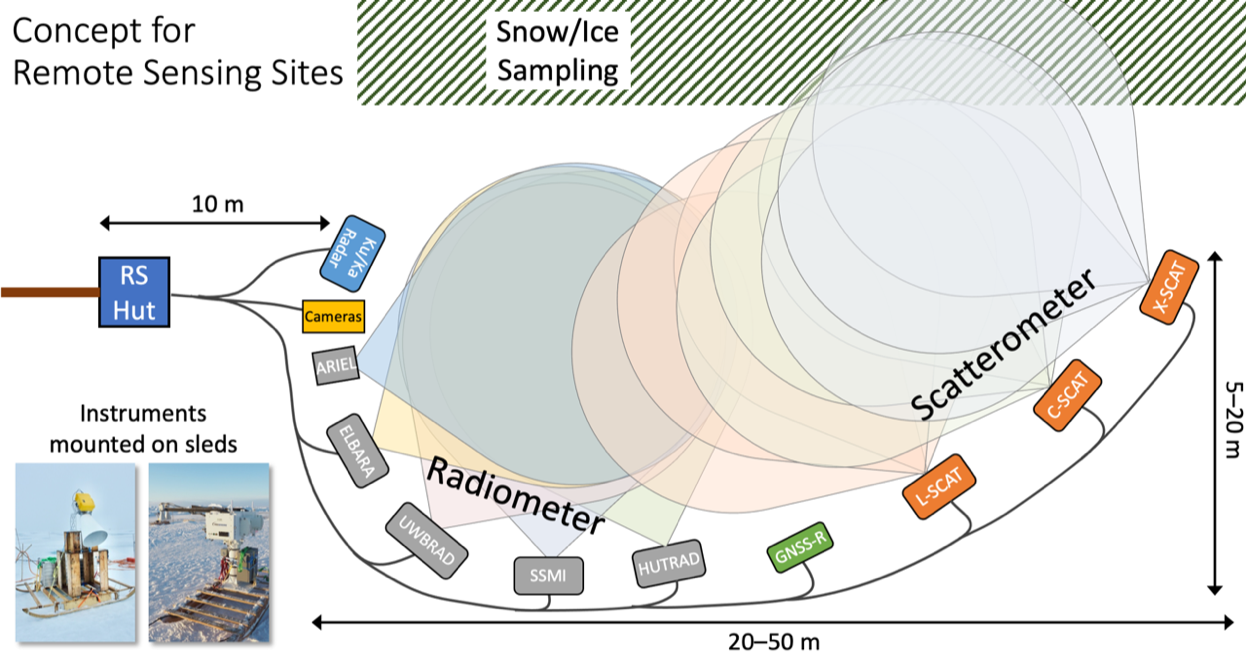 Concept for
Remote Sensing Sites
Snow/Ice
Sampling
10 m
RS
Hut
Ku/Ka
Radar
Cameras
ARIEL
ELBARA
UWBRAD
SSMI
HUTRAD
GNSS-R
L-SCAT
C-SCAT
X-SCAT
Radiometer
Scatterometer
5–20 m
20–50 m
Instruments
mounted on sleds